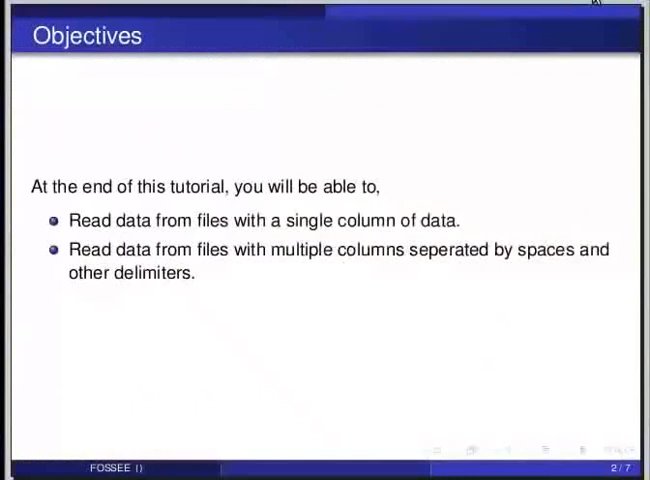 Objectives
At the end of this tutorial, you will be able to,
Read data from files with a single column of data.
Read data from files with multiple columns seperated by spaces and
other delimiters.
FOSSEE ()
2 / 7